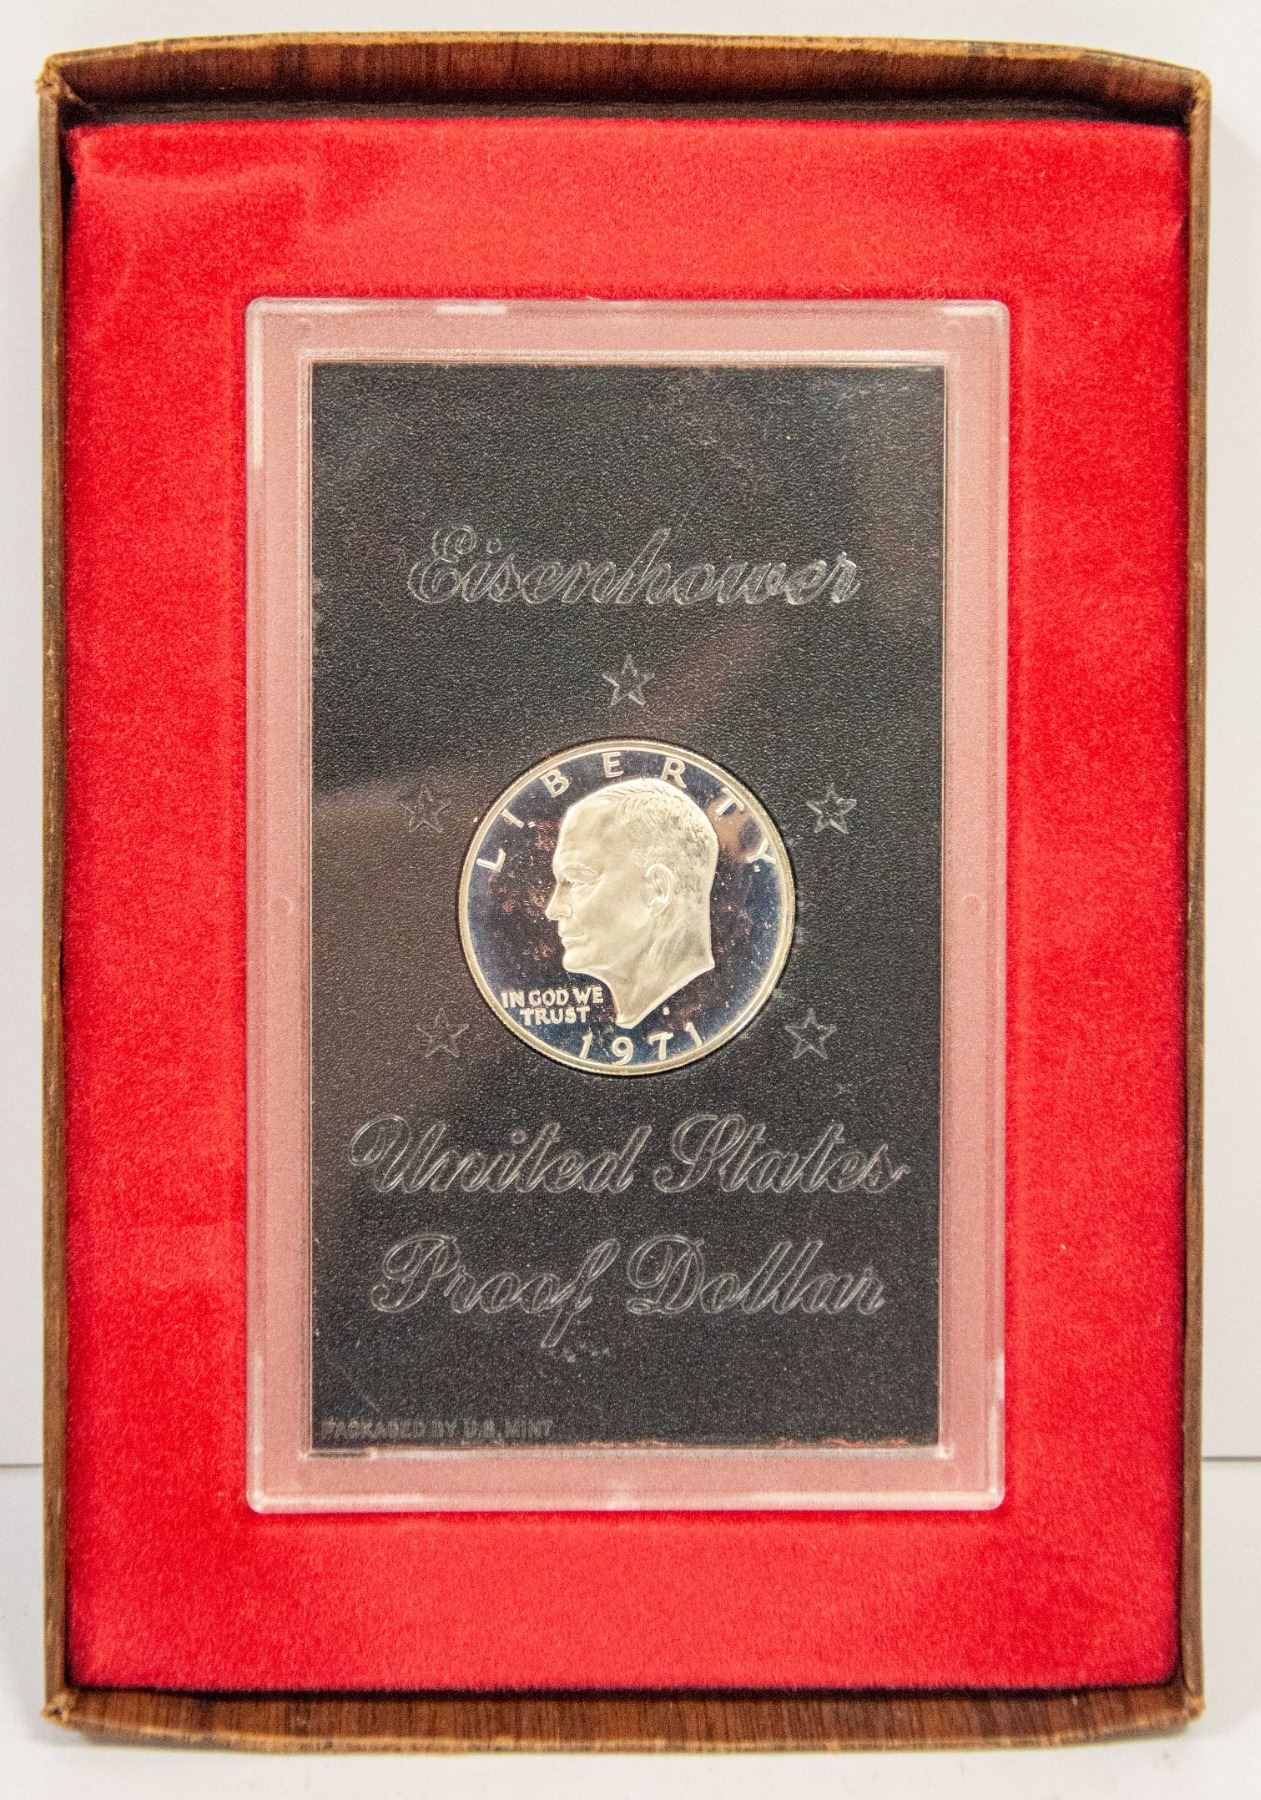 Eisenhower
LIBERTY
IN GOD WE
TRUST
1971
United States
Proof Dollar
PACKAGED BY U.S. MINT